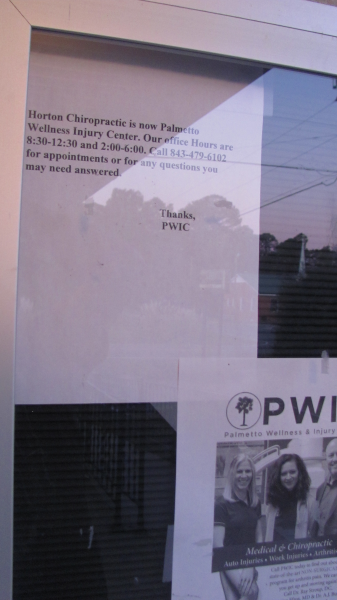 Horton Chiropractic is now Palmetto
Wellness Injury Center. Our office Hours are
8:30-12:30 and 2:00-6:00. Call 843-479-6102
for appointments or for any questions you
may need answered.
Thanks,
PWIC
PWI
Palmetto Wellness & Injury
Medical & Chiropractic
Auto Injuries • Work Injuries • Arthritis